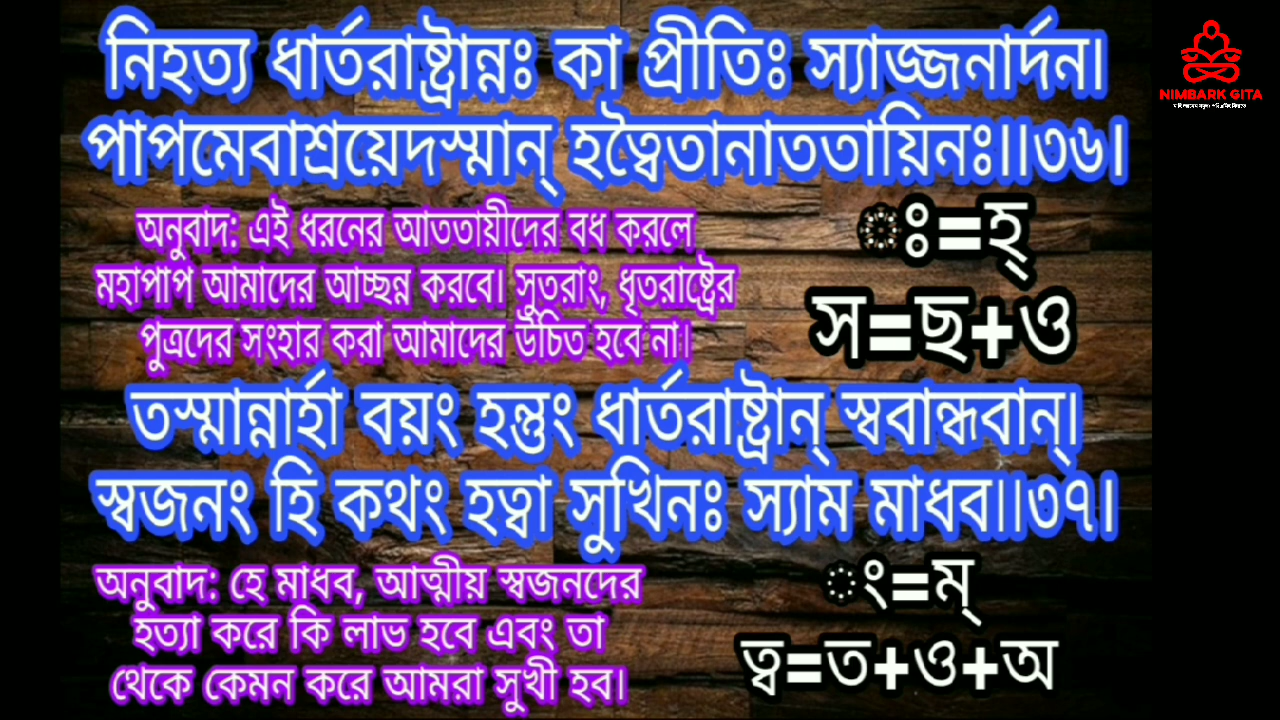 নিহত্য ধার্তরাষ্ট্রান্নঃ কা প্রীতিঃ স্যাজ্জনার্দন।
পাপমেবাশ্রয়েদস্মান্ হত্বৈতানাততায়িনঃ।।৩৬।
অনুবাদ: এই ধরনের আততায়ীদের বধ করলে
মহাপাপ আমাদের আচ্ছন্ন করবে। সুতরাং, ধৃতরাষ্ট্রের
পুত্রদের সংহার করা আমাদের উচিত হবে না।
ঃ=হ্
স=ছ+ও
তস্মান্নার্হা বয়ং হন্তুং ধার্তরাষ্ট্রান্ স্ববান্ধবান্।
স্বজনং হি কথং হত্বা সুখিনঃ স্যাম মাধব।।৩৭।
অনুবাদ: হে মাধব, আত্মীয় স্বজনদের
হত্যা করে কি লাভ হবে এবং তা
থেকে কেমন করে আমরা সুখী হব।
ং=ম্
ত্ব=ত+ও+অ
NIMBARK GITA